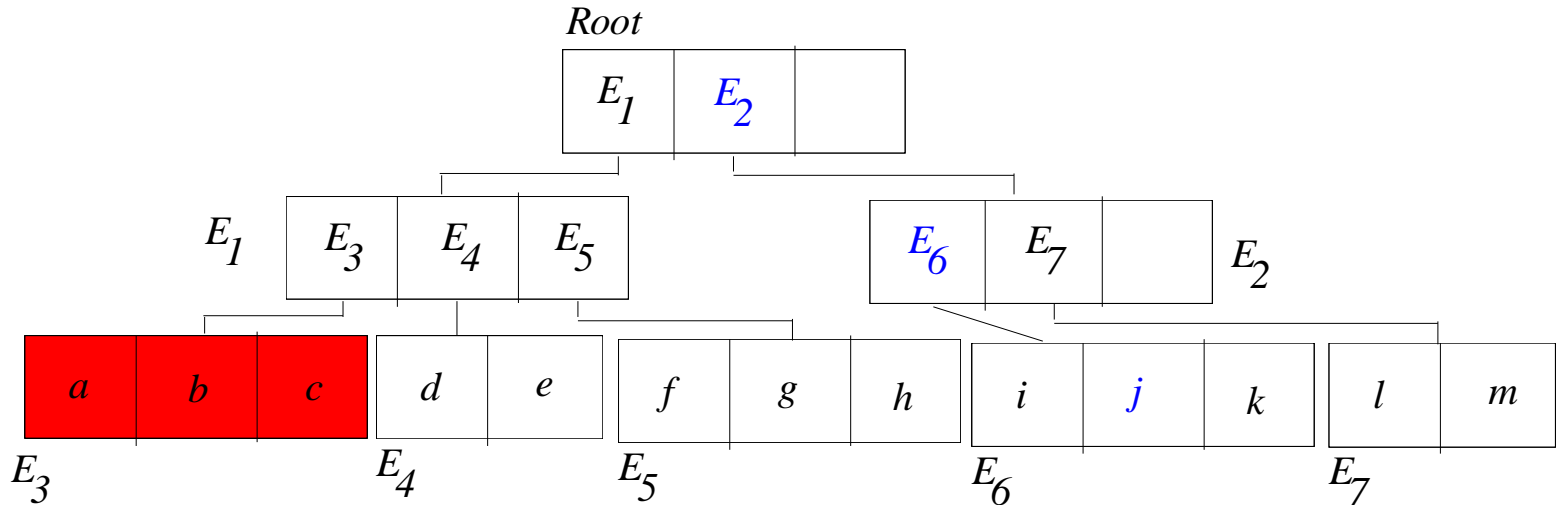 Root
E1 E2
E1 E3 E4 E5 E6 E7 E2
a b c d e f g h i j k l m
E3 E4 E5 E6 E7